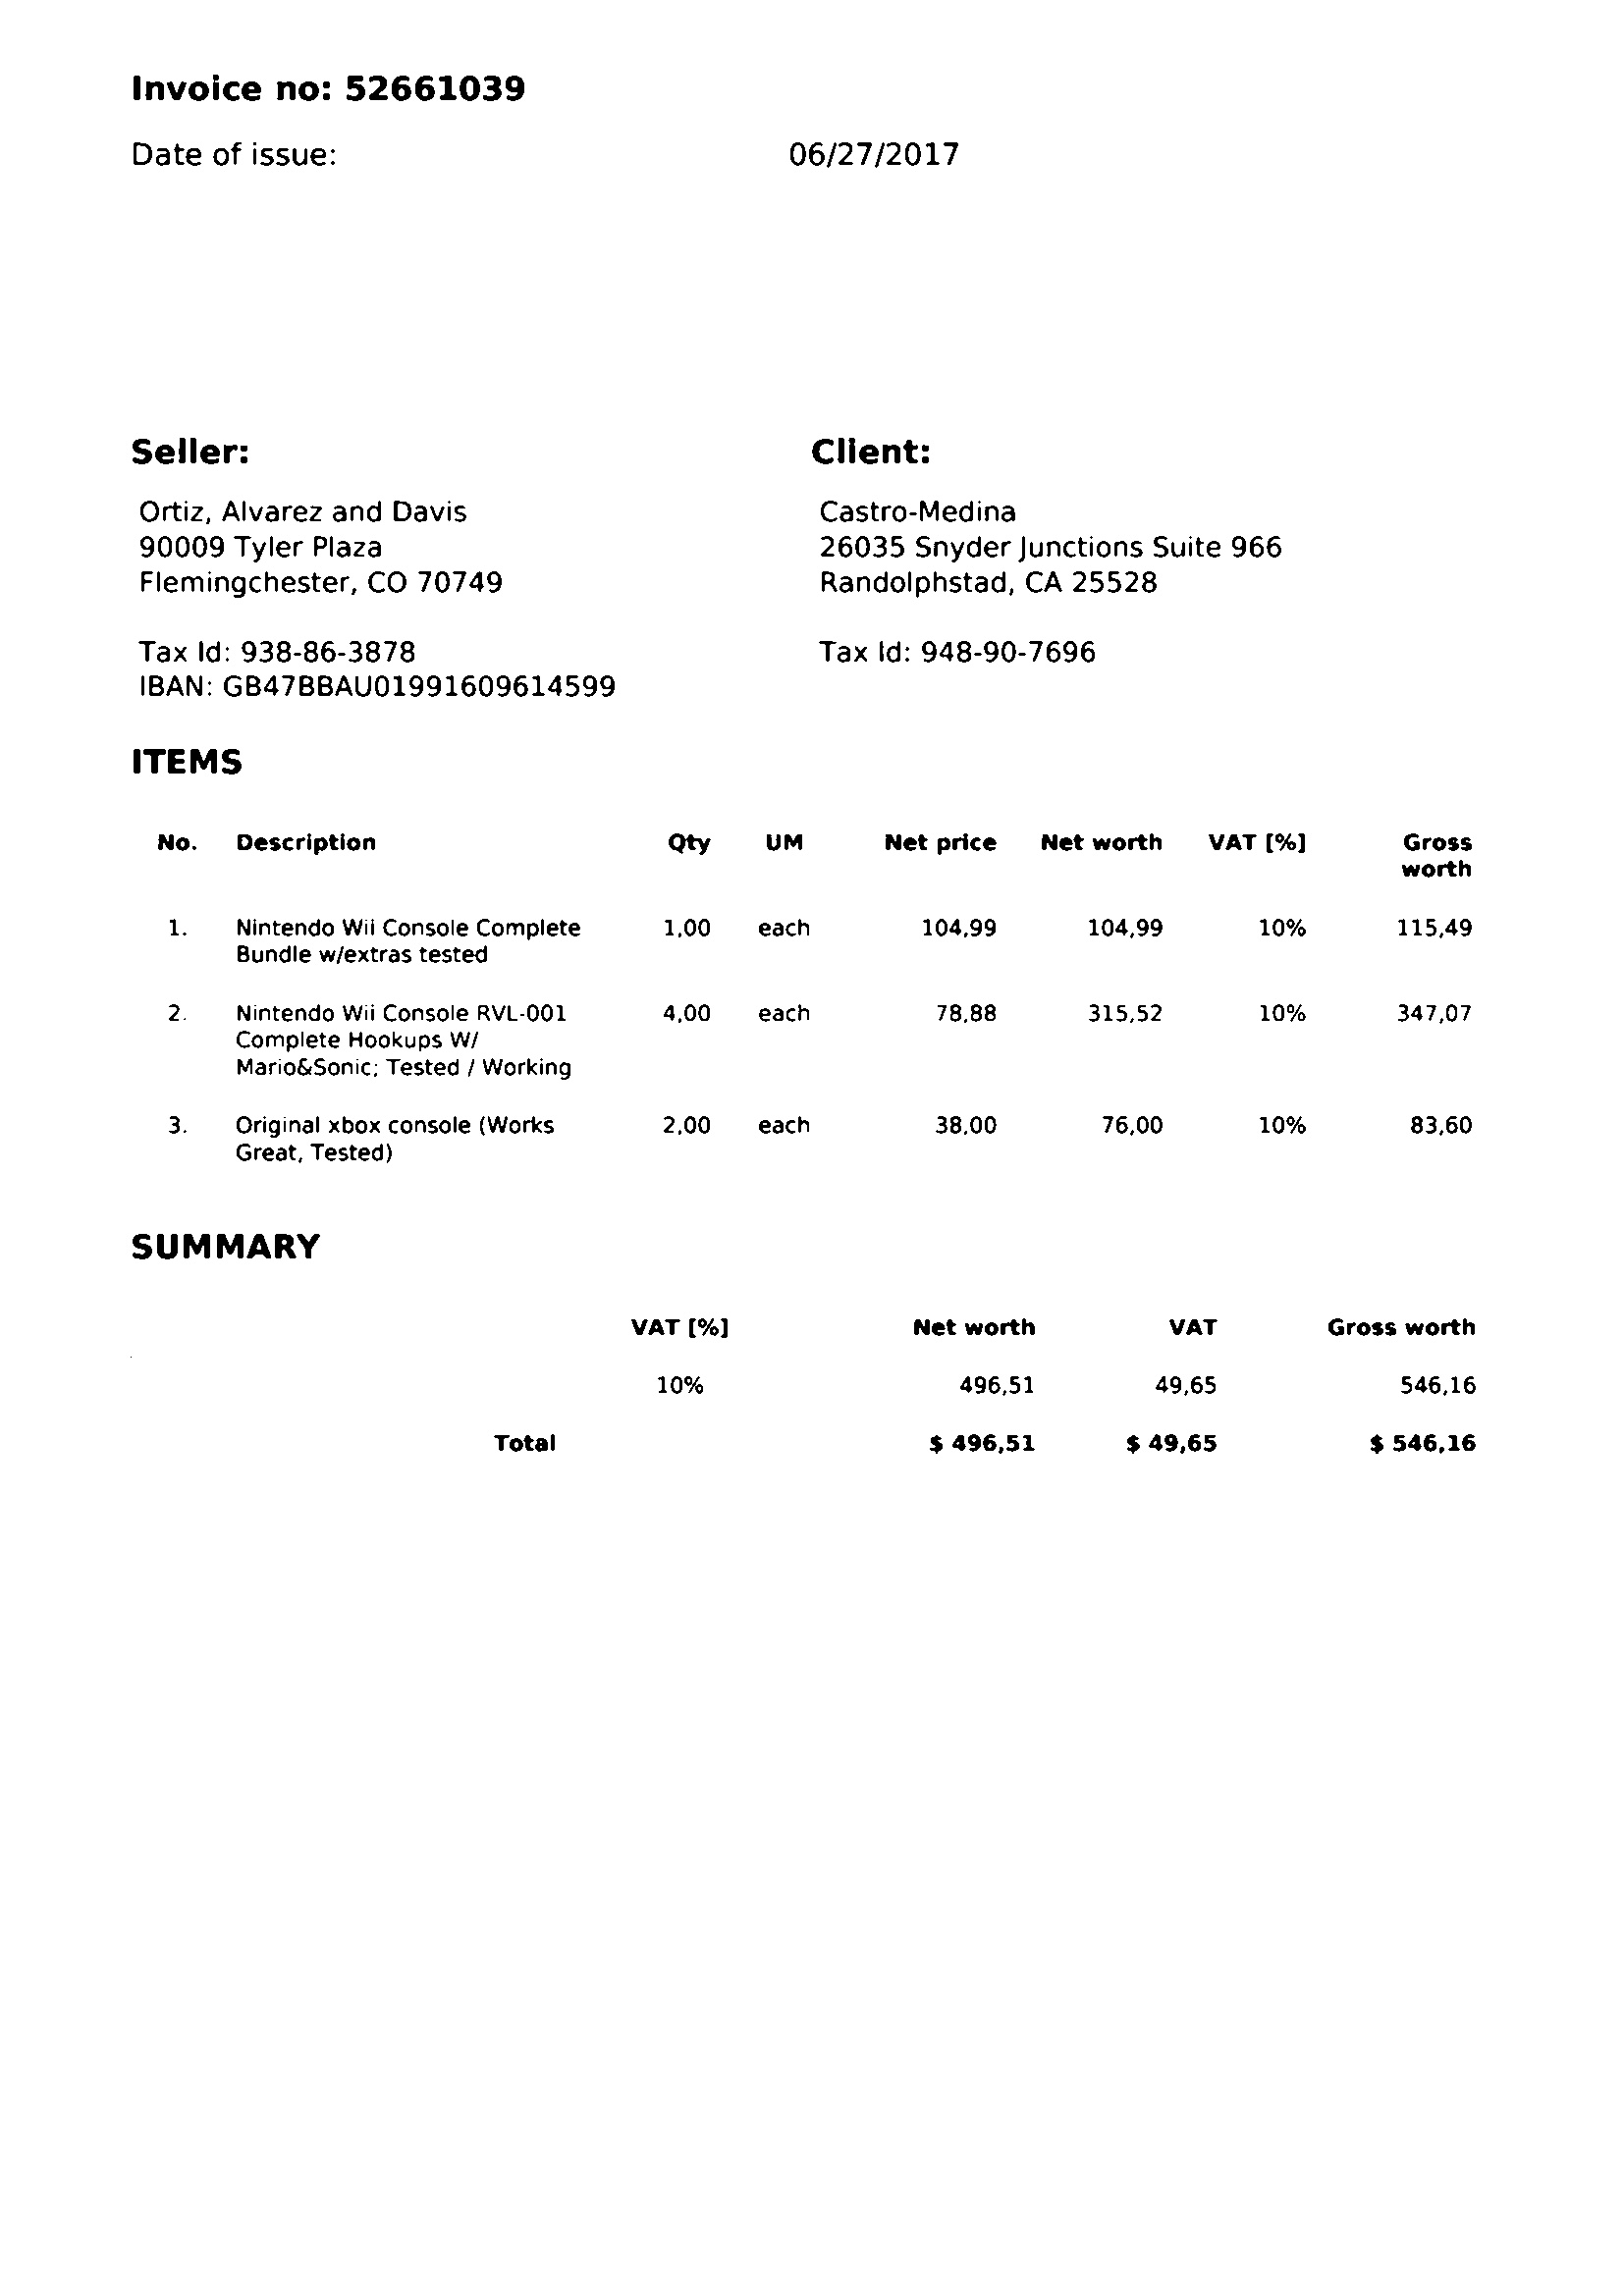 Invoice no: 52661039
Date of issue: 06/27/2017
Seller: Client:
Ortiz, Alvarez and Davis Castro-Medina
90009 Tyler Plaza 26035 Snyder Junctions Suite 966
Flemingchester, CO 70749 Randolphstad, CA 25528
Tax Id: 938-86-3878 Tax Id: 948-90-7696
IBAN: GB47BBAU01991609614599
ITEMS
No. Description Qty UM Net price Net worth VAT [%] Gross
worth
1. Nintendo Wii Console Complete 1,00 each 104,99 104,99 10% 115,49
Bundle w/extras tested
2. Nintendo Wii Console RVL-001 4,00 each 78,88 315,52 10% 347,07
Complete Hookups W/
Mario&Sonic; Tested / Working
3. Original xbox console (Works 2,00 each 38,00 76,00 10% 83,60
Great, Tested)
SUMMARY
VAT [%] Net worth VAT Gross worth
10% 496,51 49,65 546,16
Total $ 496,51 $ 49,65 $ 546,16